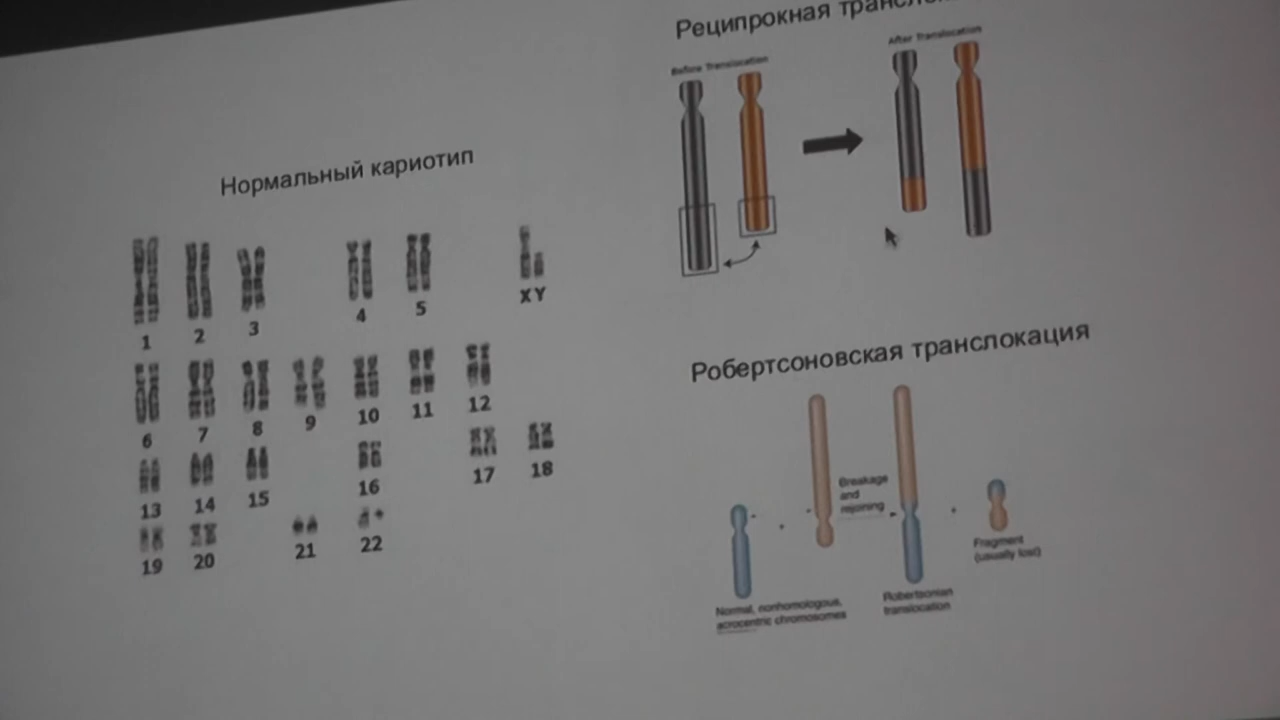 Нормальный кариотип
1 2 3 4 5 XY
6 7 8 9 10 11 12
13 14 15 16 17 18
19 20 21 22
Реципрокная
Before Translocation
After Translocation
Робертсоновская транслокация
Breakage
and
rejoining
Normal, nonhomologous,
acrocentric chromosomes
Robertsonian
translocation
Fragment
(usually lost)